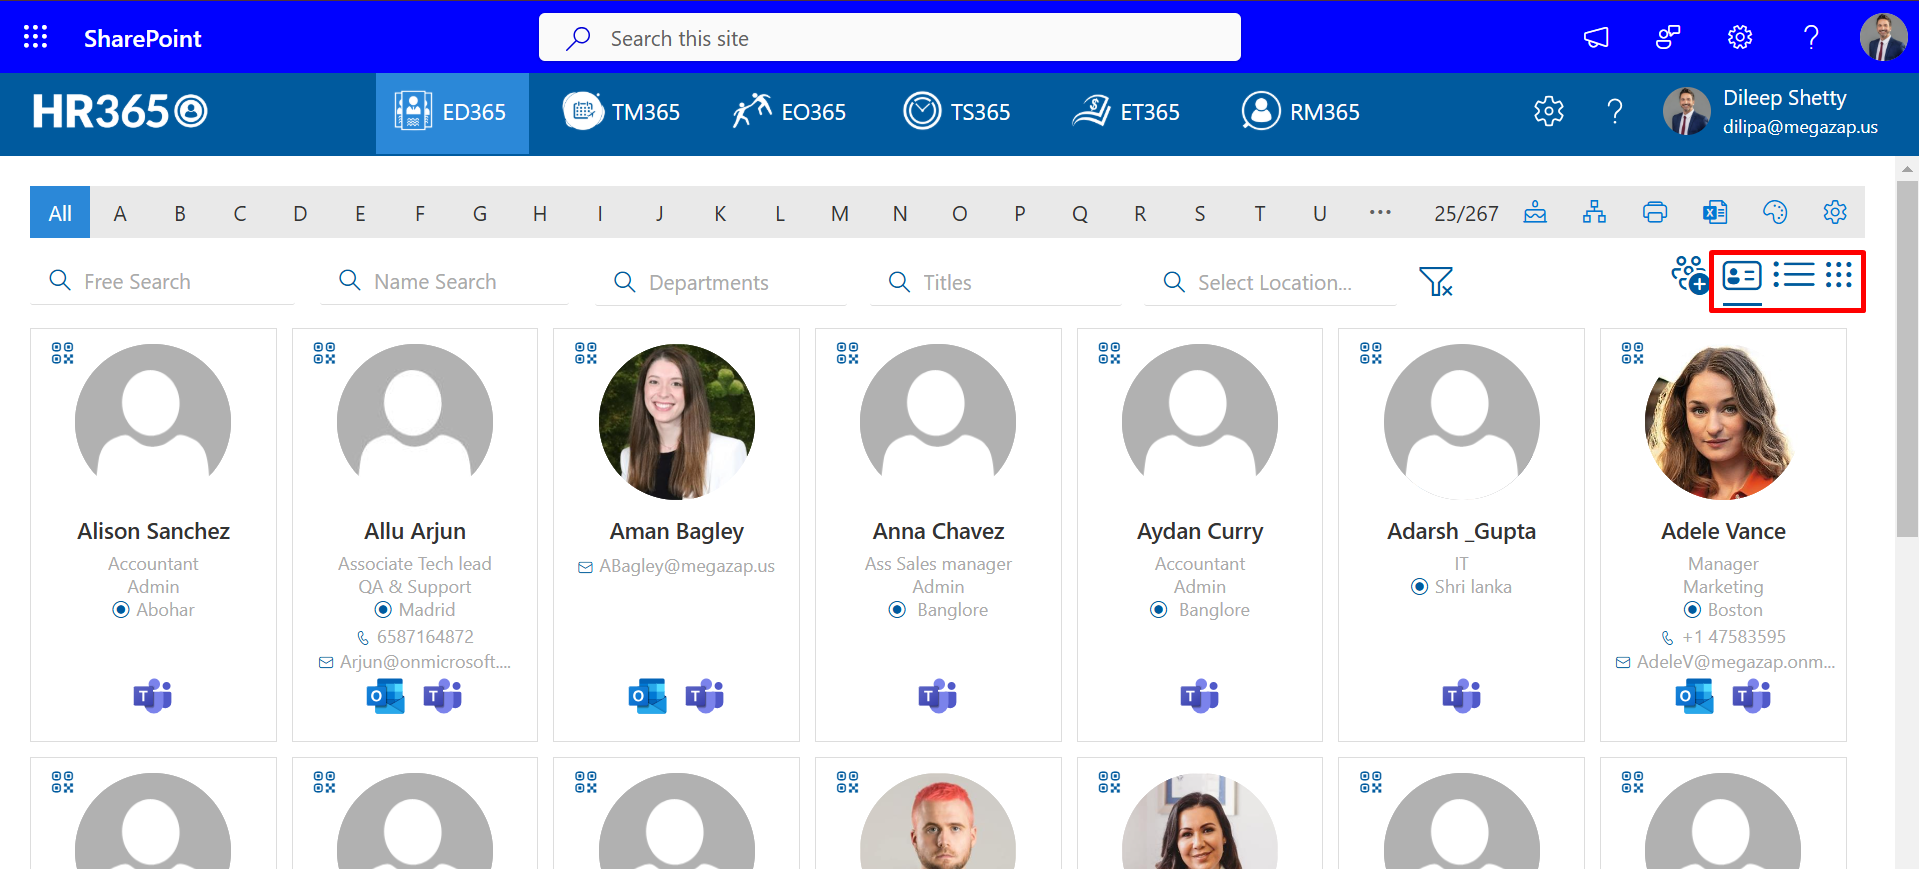 SharePoint
Search this site
HR365
ED365
TM365
EO365
TS365
ET365
RM365
Dileep Shetty
dilipa@megazap.us
All A B C D E F G H I J K L M N O P Q R S T U ... 25/267
Free Search
Name Search
Departments
Titles
Select Location...
Alison Sanchez
Accountant
Admin
Abohar
Allu Arjun
Associate Tech lead
QA & Support
Madrid
6587164872
Arjun@onmicrosoft....
Aman Bagley
ABagley@megazap.us
Anna Chavez
Ass Sales manager
Admin
Banglore
Aydan Curry
Accountant
Admin
Banglore
Adarsh _Gupta
IT
Shri lanka
Adele Vance
Manager
Marketing
Boston
+1 47583595
AdeleV@megazap.onm...